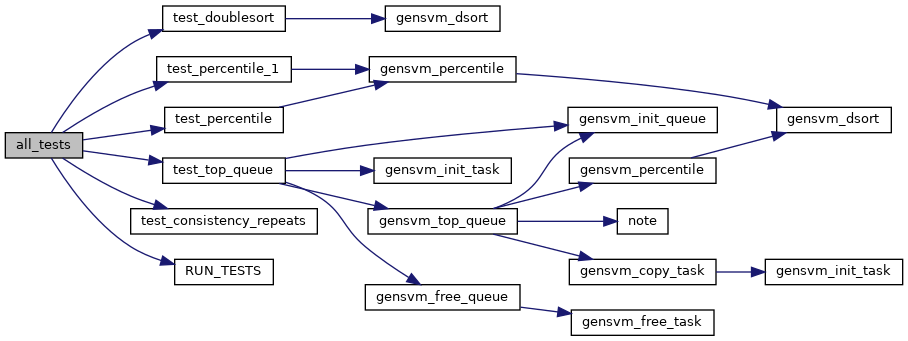 test_doublesort
gensvm_dsort
test_percentile_1
gensvm_percentile
test_percentile
gensvm_init_queue
gensvm_dsort
all_tests
test_top_queue
gensvm_init_task
gensvm_percentile
test_consistency_repeats
gensvm_top_queue
note
RUN_TESTS
gensvm_copy_task
gensvm_init_task
gensvm_free_queue
gensvm_free_task